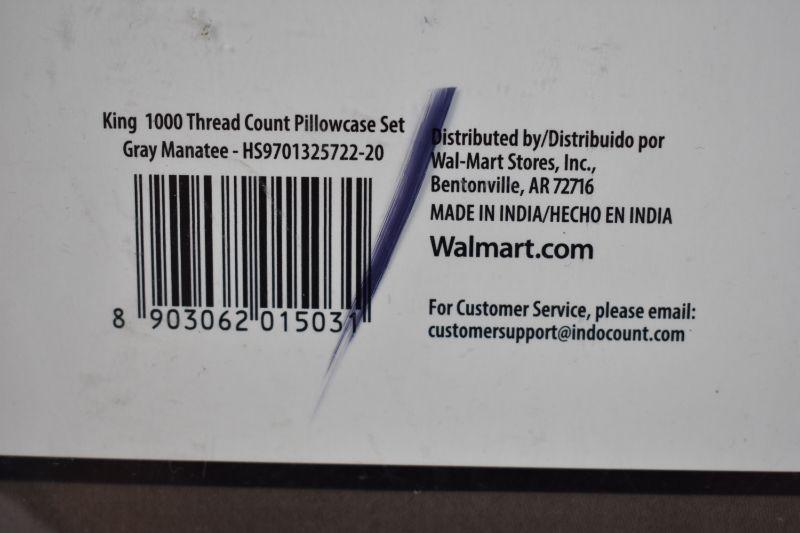 King 1000 Thread Count Pillowcase Set
Gray Manatee - HS9701325722-20
8 903062 015031
Distributed by/Distribuido por
Wal-Mart Stores, Inc.,
Bentonville, AR 72716
MADE IN INDIA/HECHO EN INDIA
Walmart.com
For Customer Service, please email:
customersupport@indocount.com